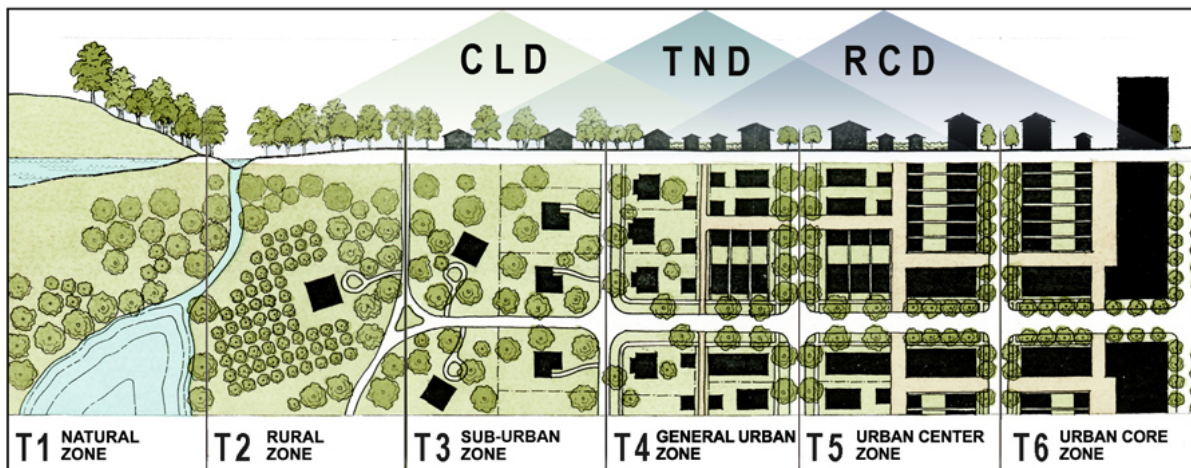 CLD TND RCD
T1 NATURAL
ZONE
T2 RURAL
ZONE
T3 SUB-URBAN
ZONE
T4 GENERAL URBAN
ZONE
T5 URBAN CENTER
ZONE
T6 URBAN CORE
ZONE